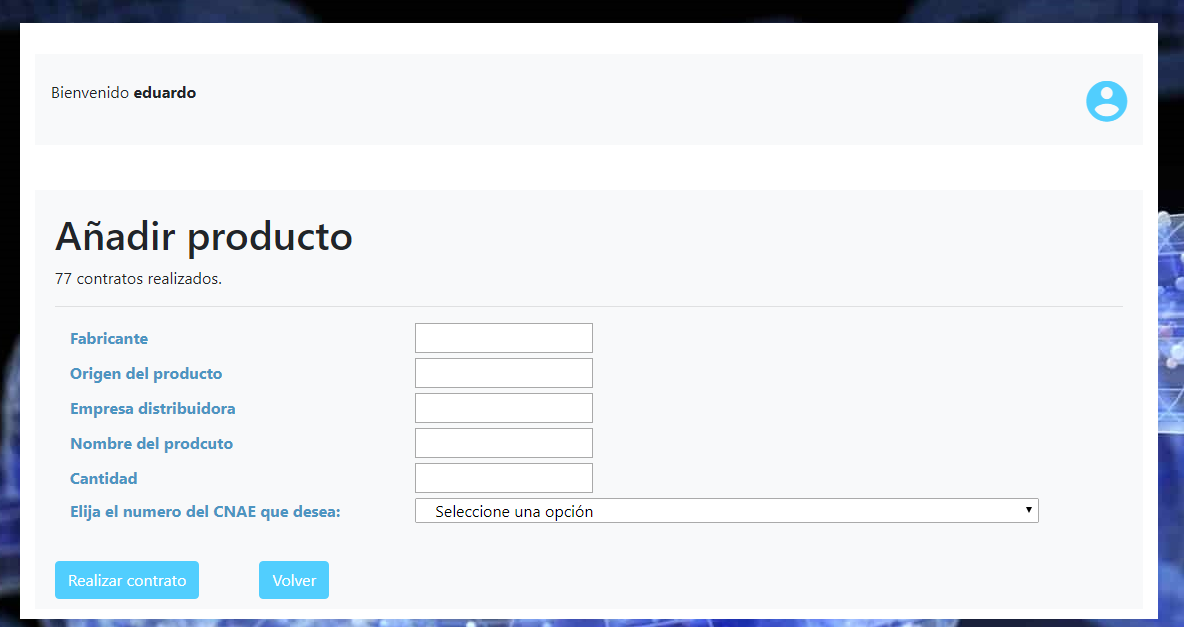 Bienvenido eduardo
Añadir producto
77 contratos realizados.
Fabricante
Origen del producto
Empresa distribuidora
Nombre del prodcuto
Cantidad
Elija el numero del CNAE que desea: Seleccione una opción
Realizar contrato Volver